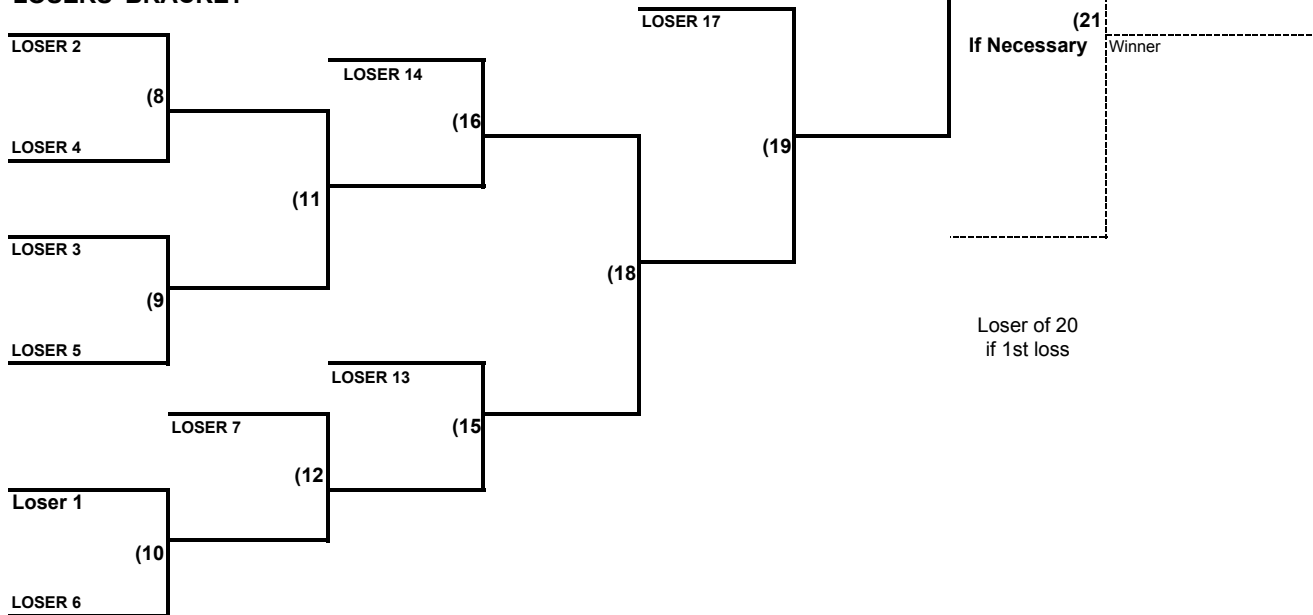 LOSER 17
(21
If Necessary
Winner
LOSER 2
LOSER 14
(8
(16
LOSER 4
(19
(11
LOSER 3
(18
(9
Loser of 20
if 1st loss
LOSER 5
LOSER 13
LOSER 7
(15
(12
Loser 1
(10
LOSER 6